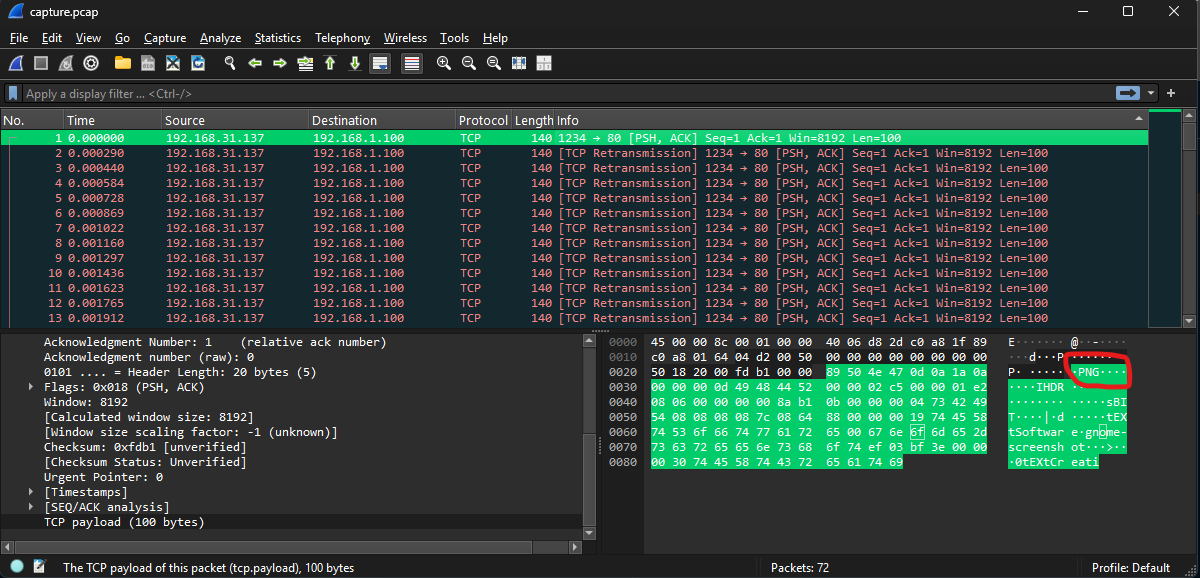 capture.pcap
File Edit View Go Capture Analyze Statistics Telephony Wireless Tools Help
Apply a display filter ... <Ctrl-/>
No. Time Source Destination Protocol Length Info
1 0.000000 192.168.31.137 192.168.1.100 TCP 140 1234 → 80 [PSH, ACK] Seq=1 Ack=1 Win=8192 Len=100
2 0.000290 192.168.31.137 192.168.1.100 TCP 140 [TCP Retransmission] 1234 → 80 [PSH, ACK] Seq=1 Ack=1 Win=8192 Len=100
3 0.000440 192.168.31.137 192.168.1.100 TCP 140 [TCP Retransmission] 1234 → 80 [PSH, ACK] Seq=1 Ack=1 Win=8192 Len=100
4 0.000584 192.168.31.137 192.168.1.100 TCP 140 [TCP Retransmission] 1234 → 80 [PSH, ACK] Seq=1 Ack=1 Win=8192 Len=100
5 0.000728 192.168.31.137 192.168.1.100 TCP 140 [TCP Retransmission] 1234 → 80 [PSH, ACK] Seq=1 Ack=1 Win=8192 Len=100
6 0.000869 192.168.31.137 192.168.1.100 TCP 140 [TCP Retransmission] 1234 → 80 [PSH, ACK] Seq=1 Ack=1 Win=8192 Len=100
7 0.001022 192.168.31.137 192.168.1.100 TCP 140 [TCP Retransmission] 1234 → 80 [PSH, ACK] Seq=1 Ack=1 Win=8192 Len=100
8 0.001160 192.168.31.137 192.168.1.100 TCP 140 [TCP Retransmission] 1234 → 80 [PSH, ACK] Seq=1 Ack=1 Win=8192 Len=100
9 0.001297 192.168.31.137 192.168.1.100 TCP 140 [TCP Retransmission] 1234 → 80 [PSH, ACK] Seq=1 Ack=1 Win=8192 Len=100
10 0.001436 192.168.31.137 192.168.1.100 TCP 140 [TCP Retransmission] 1234 → 80 [PSH, ACK] Seq=1 Ack=1 Win=8192 Len=100
11 0.001623 192.168.31.137 192.168.1.100 TCP 140 [TCP Retransmission] 1234 → 80 [PSH, ACK] Seq=1 Ack=1 Win=8192 Len=100
12 0.001765 192.168.31.137 192.168.1.100 TCP 140 [TCP Retransmission] 1234 → 80 [PSH, ACK] Seq=1 Ack=1 Win=8192 Len=100
13 0.001912 192.168.31.137 192.168.1.100 TCP 140 [TCP Retransmission] 1234 → 80 [PSH, ACK] Seq=1 Ack=1 Win=8192 Len=100
Acknowledgment Number: 1 (relative ack number)
Acknowledgment number (raw): 0
0101 .... = Header Length: 20 bytes (5)
Flags: 0x018 (PSH, ACK)
Window: 8192
[Calculated window size: 8192]
[Window size scaling factor: -1 (unknown)]
Checksum: 0xfdb1 [unverified]
[Checksum Status: Unverified]
Urgent Pointer: 0
[Timestamps]
[SEQ/ACK analysis]
TCP payload (100 bytes)
0000 45 00 00 8c 00 01 00 00 40 06 d8 2d c0 a8 1f 89 E·······@··-····
0010 c0 a8 01 64 04 d2 00 50 00 00 00 00 00 00 00 00 ···d···P········
0020 50 18 20 00 fd b1 00 00 89 50 4e 47 0d 0a 1a 0a P· ······PNG····
0030 00 00 00 0d 49 48 44 52 00 00 02 c5 00 00 01 e2 ····IHDR········
0040 08 06 00 00 00 8a b1 0b 00 00 00 04 73 42 49 ············sBI
0050 54 08 08 08 08 7c 08 64 88 00 00 00 19 74 45 58 T····|·d·····tEX
0060 74 53 6f 66 74 77 61 72 65 00 67 6e 6f 6d 65 2d tSoftware·gnome-
0070 73 63 72 65 65 6e 73 68 6f 74 ef 03 bf 3e 00 00 screenshot···>··
0080 00 30 74 45 58 74 43 72 65 61 74 69 ·0tEXtCreati
The TCP payload of this packet (tcp.payload), 100 bytes
Packets: 72
Profile: Default